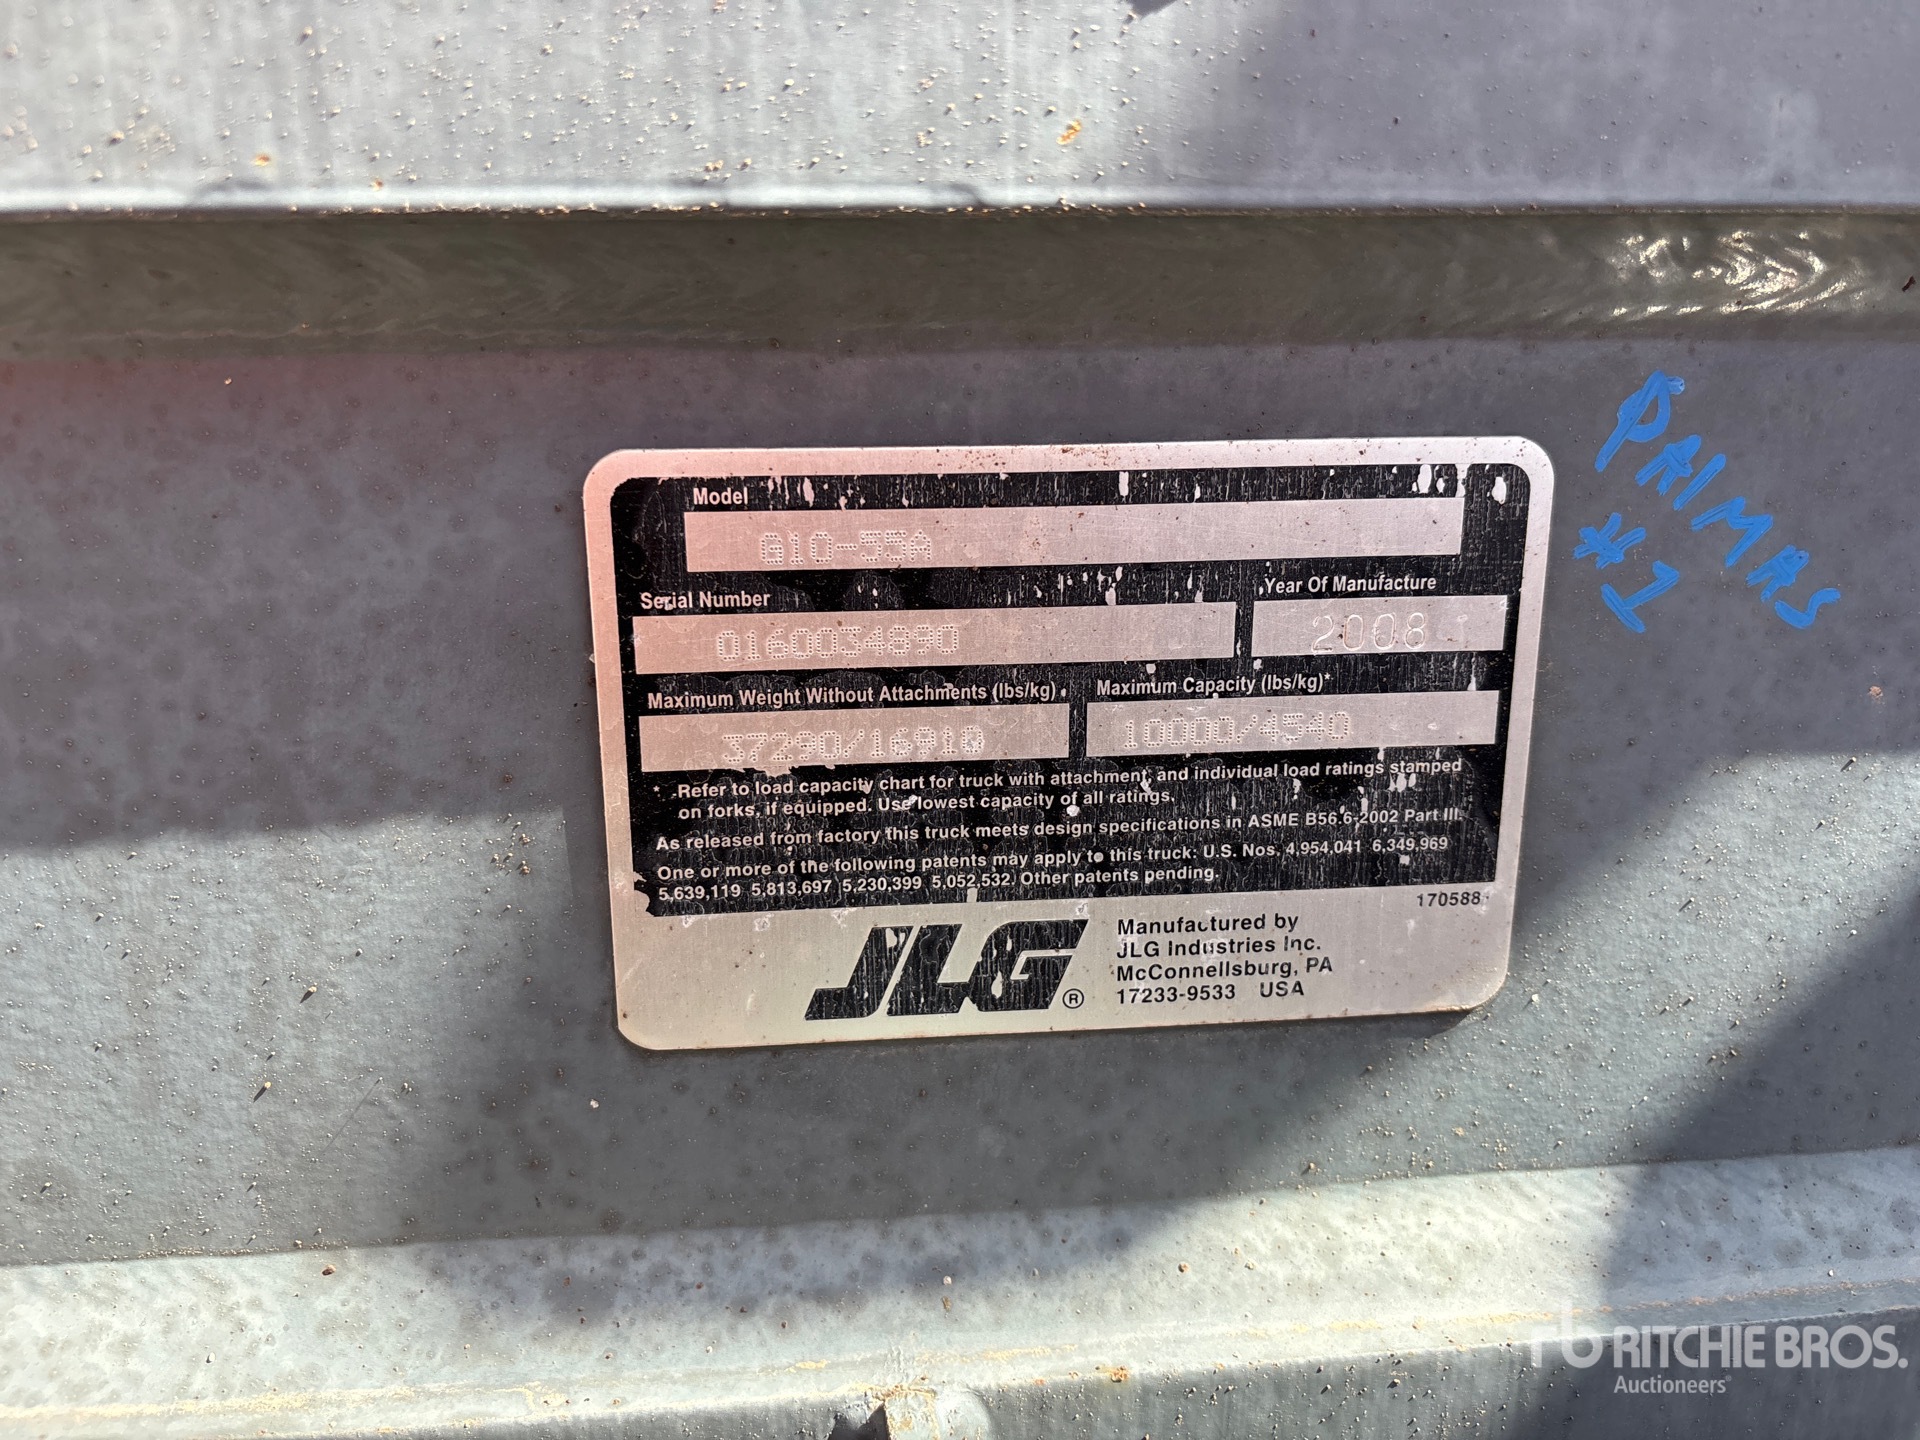 Model
G10-55A
Serial Number
Year Of Manufacture
0160034890
2008
Maximum Weight Without Attachments (lbs/kg)
Maximum Capacity (lbs/kg)*
37290/16910
10000/4540
* Refer to load capacity chart for truck with attachment, and individual load ratings stamped
on forks, if equipped. Use lowest capacity of all ratings.
As released from factory this truck meets design specifications in ASME B56.6-2002 Part III.
One or more of the following patents may apply to this truck: U.S. Nos. 4,954,041 6,349,969
5,639,119 5,813,697 5,230,399 5,052,532. Other patents pending.
170588
JLG®
Manufactured by
JLG Industries Inc.
McConnellsburg, PA
17233-9533 USA
PAIMAS
#1
rb RITCHIE BROS.
Auctioneers